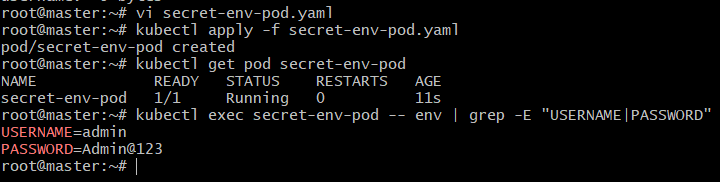 root@master:~# vi secret-env-pod.yaml
root@master:~# kubectl apply -f secret-env-pod.yaml
pod/secret-env-pod created
root@master:~# kubectl get pod secret-env-pod
NAME             READY   STATUS    RESTARTS   AGE
secret-env-pod   1/1     Running   0          11s
root@master:~# kubectl exec secret-env-pod -- env | grep -E "USERNAME|PASSWORD"
USERNAME=admin
PASSWORD=Admin@123
root@master:~#